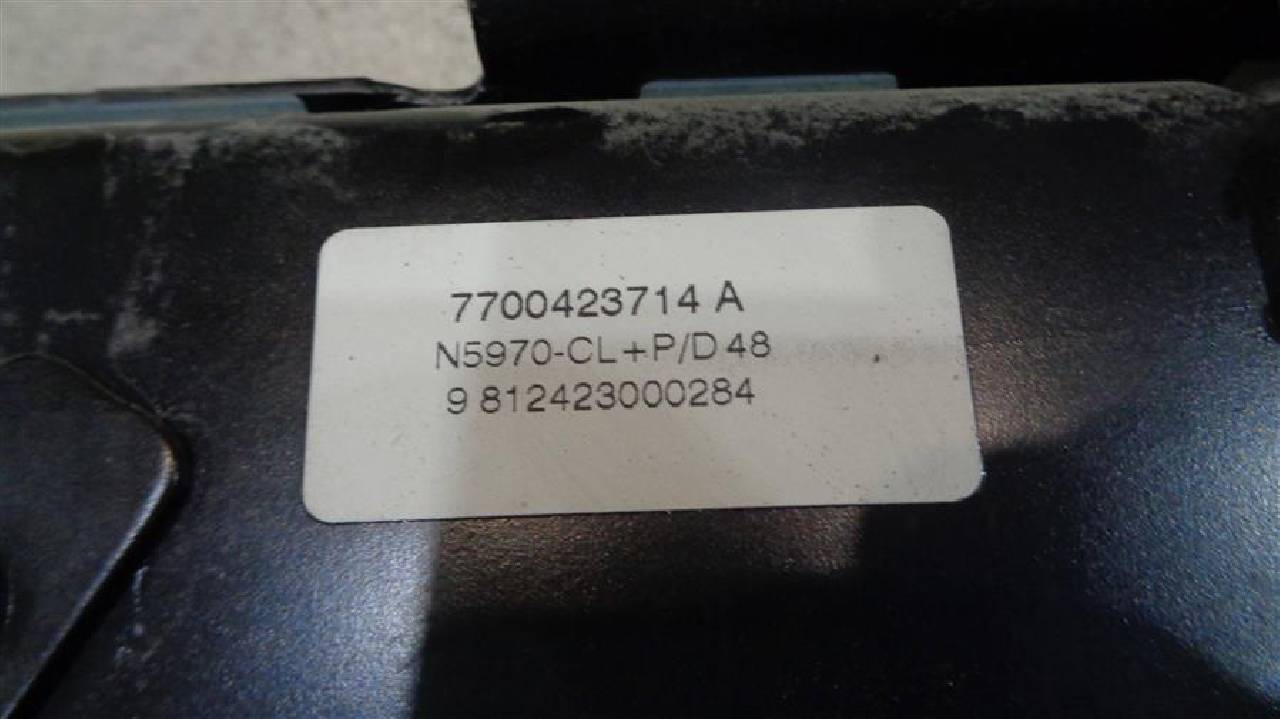 7700423714 A
N5970-CL+P/D 48
9 812423000284